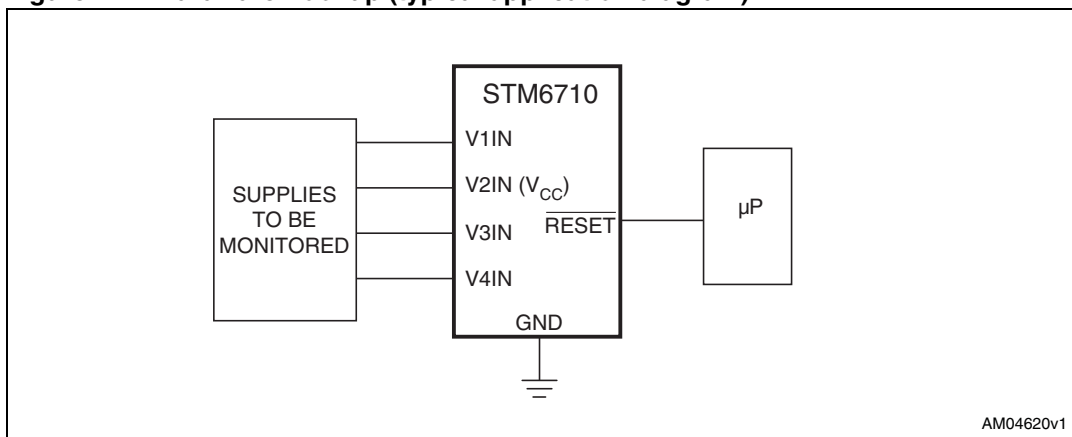 STM6710
V1IN
V2IN (VCC)
V3IN
RESET
V4IN
GND
SUPPLIES
TO BE
MONITORED
µP
AM04620v1